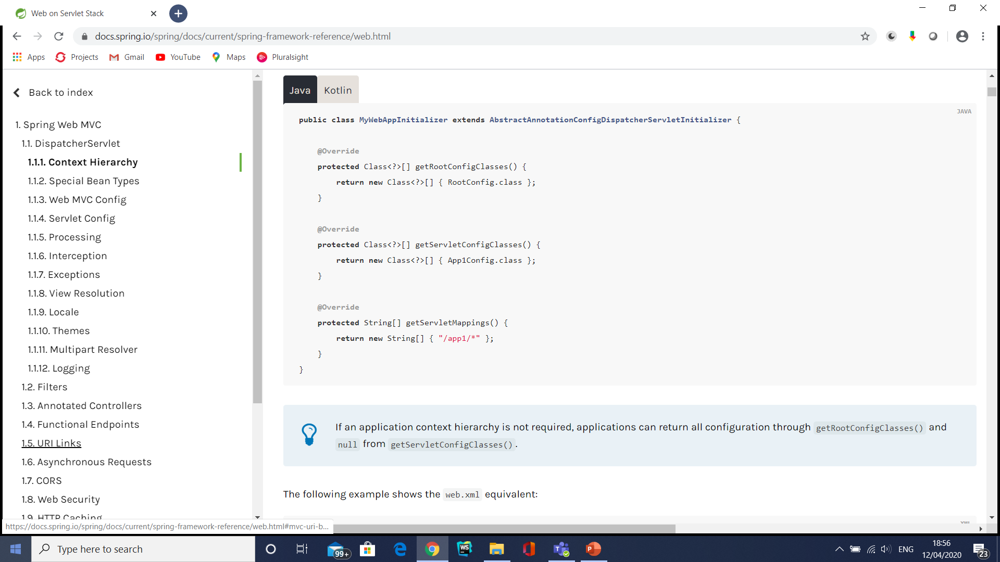 Web on Servlet Stack
docs.spring.io/spring/docs/current/spring-framework-reference/web.html
Apps Projects Gmail YouTube Maps Pluralsight
Back to index
1. Spring Web MVC
1.1. DispatcherServlet
1.1.1. Context Hierarchy
1.1.2. Special Bean Types
1.1.3. Web MVC Config
1.1.4. Servlet Config
1.1.5. Processing
1.1.6. Interception
1.1.7. Exceptions
1.1.8. View Resolution
1.1.9. Locale
1.1.10. Themes
1.1.11. Multipart Resolver
1.1.12. Logging
1.2. Filters
1.3. Annotated Controllers
1.4. Functional Endpoints
1.5. URI Links
1.6. Asynchronous Requests
1.7. CORS
1.8. Web Security
1.9. HTTP Caching
https://docs.spring.io/spring/docs/current/spring-framework-reference/web.html#mvc-uri-b...
Java Kotlin
JAVA
public class MyWebAppInitializer extends AbstractAnnotationConfigDispatcherServletInitializer {
@Override
protected Class<?>[] getRootConfigClasses() {
return new Class<?>[] { RootConfig.class };
}
@Override
protected Class<?>[] getServletConfigClasses() {
return new Class<?>[] { App1Config.class };
}
@Override
protected String[] getServletMappings() {
return new String[] { "/app1/*" };
}
}
If an application context hierarchy is not required, applications can return all configuration through getRootConfigClasses() and
null from getServletConfigClasses().
The following example shows the web.xml equivalent:
XML
Type here to search
99+
WS
ENG
18:56
12/04/2020
23